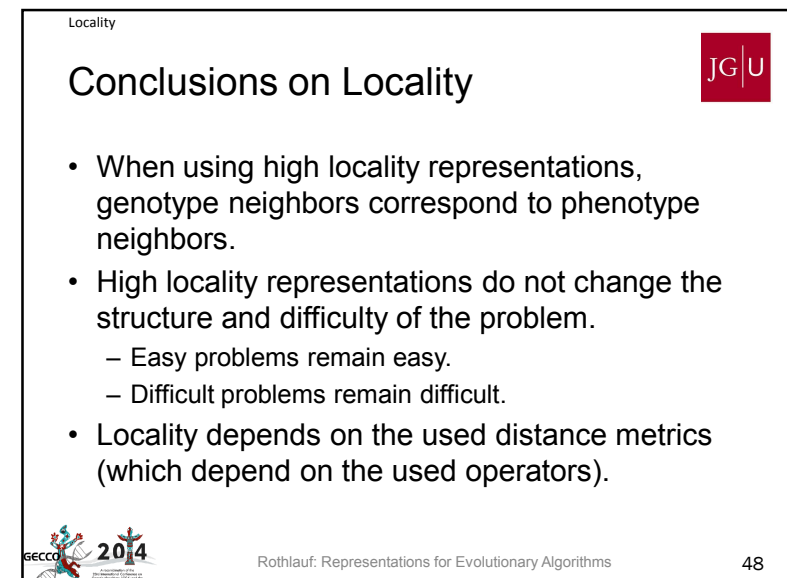 Locality
Conclusions on Locality
JG|U
• When using high locality representations,
genotype neighbors correspond to phenotype
neighbors.
• High locality representations do not change the
structure and difficulty of the problem.
– Easy problems remain easy.
– Difficult problems remain difficult.
• Locality depends on the used distance metrics
(which depend on the used operators).
GECCO 2014
Rothlauf: Representations for Evolutionary Algorithms
48